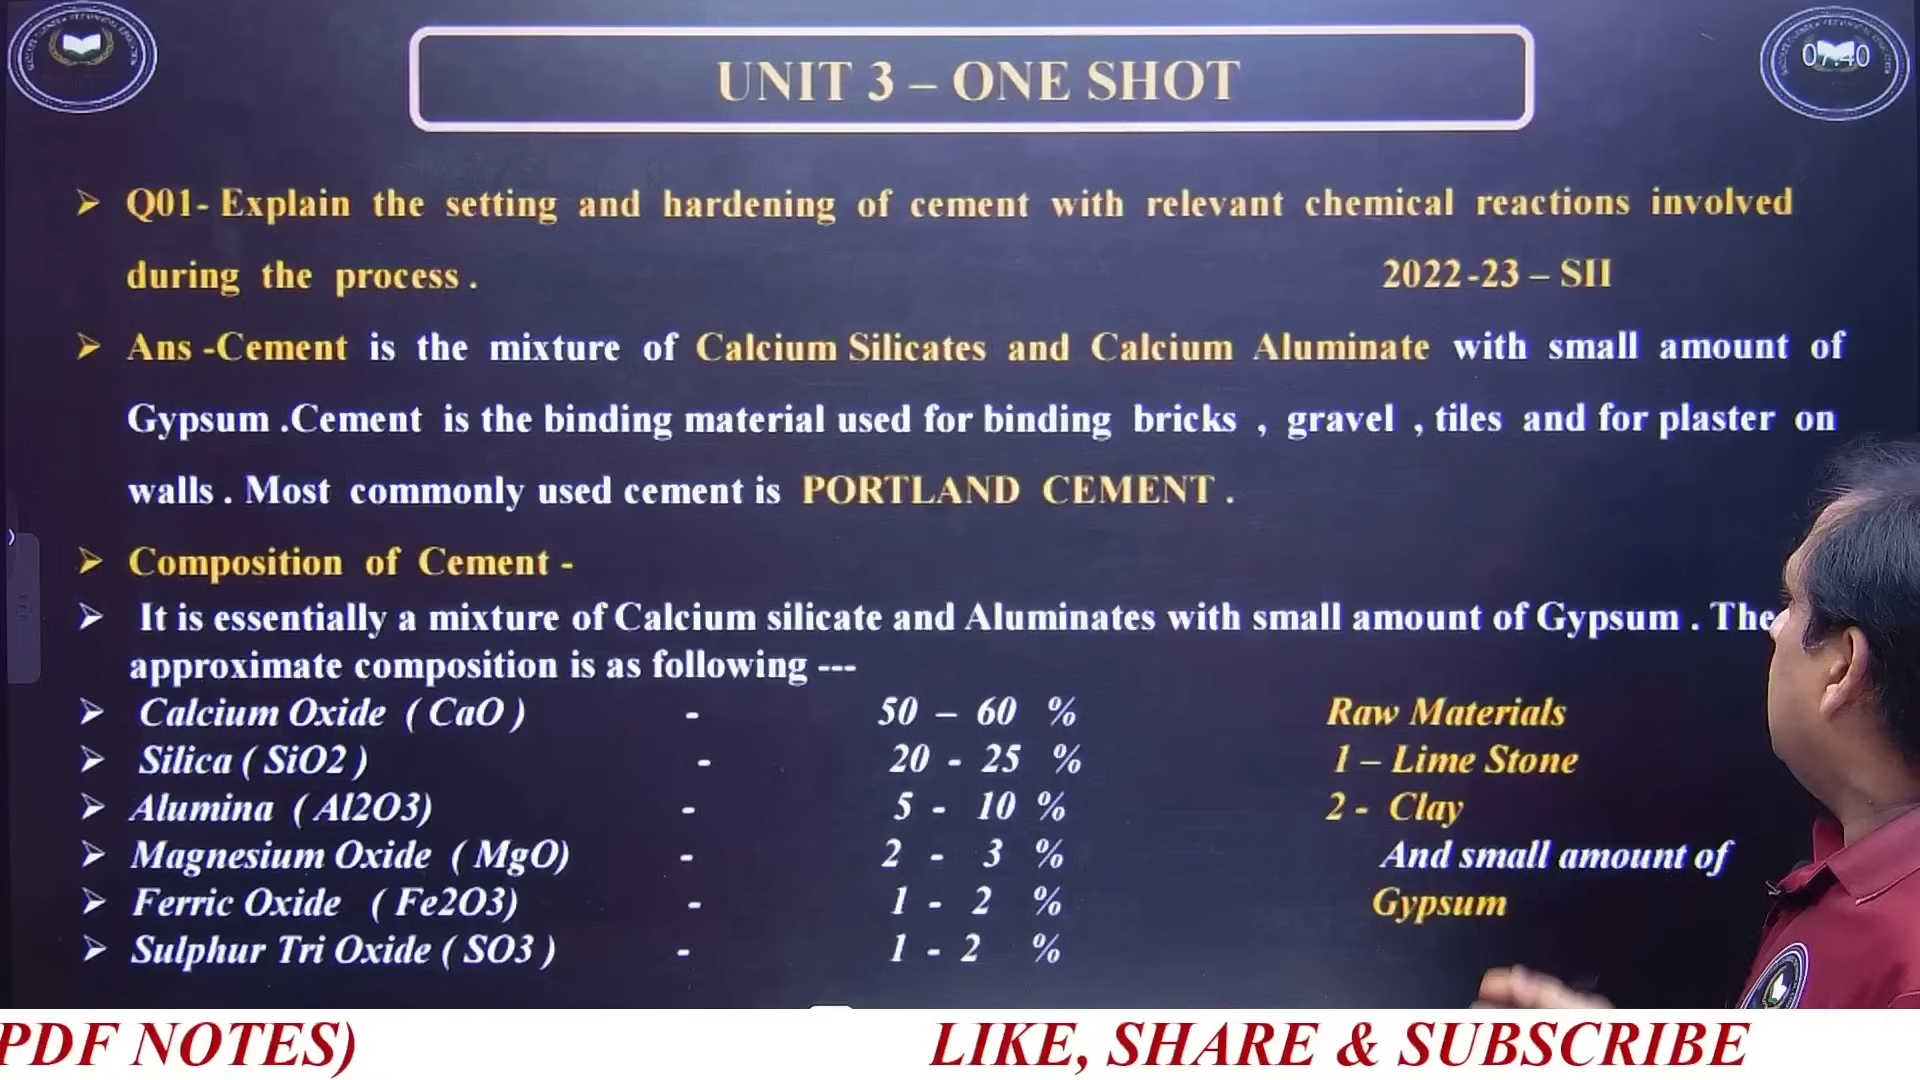 07:40
UNIT 3 – ONE SHOT
➢ Q01- Explain the setting and hardening of cement with relevant chemical reactions involved
during the process . 2022-23 – SII
➢ Ans -Cement is the mixture of Calcium Silicates and Calcium Aluminate with small amount of
Gypsum .Cement is the binding material used for binding bricks , gravel , tiles and for plaster on
walls . Most commonly used cement is PORTLAND CEMENT .
➢ Composition of Cement -
➢ It is essentially a mixture of Calcium silicate and Aluminates with small amount of Gypsum . The
approximate composition is as following ---
➢ Calcium Oxide ( CaO ) - 50 – 60 % Raw Materials
➢ Silica ( SiO2 ) - 20 - 25 % 1 – Lime Stone
➢ Alumina ( Al2O3) - 5 - 10 % 2 - Clay
➢ Magnesium Oxide ( MgO) - 2 - 3 % And small amount of
➢ Ferric Oxide ( Fe2O3) - 1 - 2 % Gypsum
➢ Sulphur Tri Oxide ( SO3 ) - 1 - 2 %
PDF NOTES) LIKE, SHARE & SUBSCRIBE